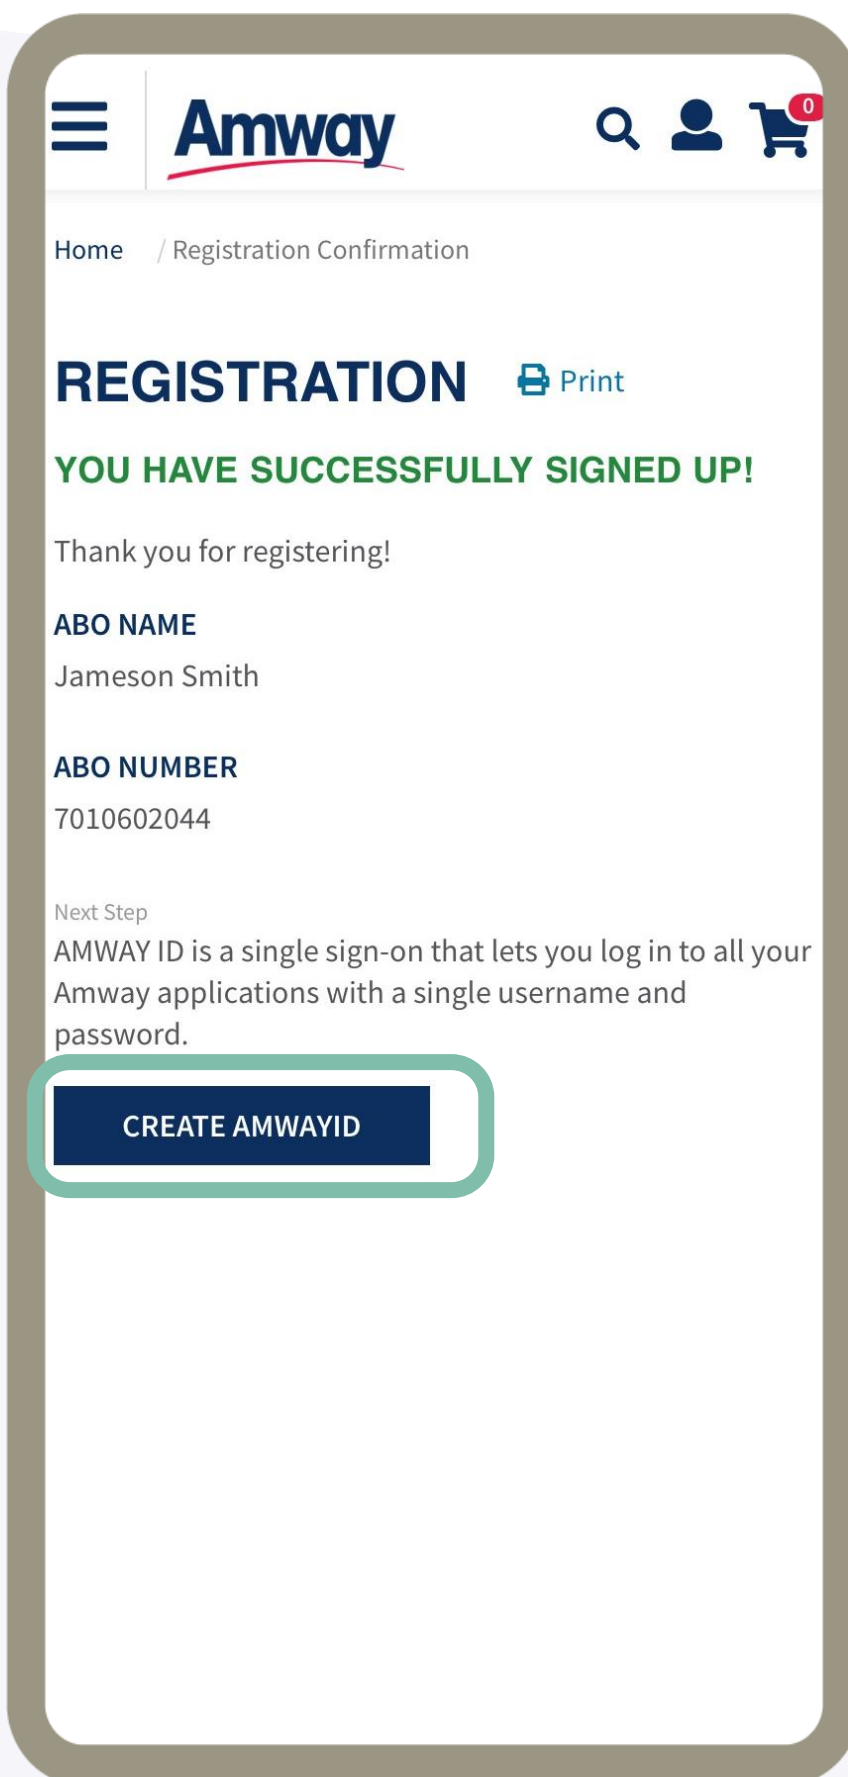 Amway
0
Home / Registration Confirmation
REGISTRATION Print
YOU HAVE SUCCESSFULLY SIGNED UP!
Thank you for registering!
ABO NAME
Jameson Smith
ABO NUMBER
7010602044
Next Step
AMWAY ID is a single sign-on that lets you log in to all your
Amway applications with a single username and
password.
CREATE AMWAYID